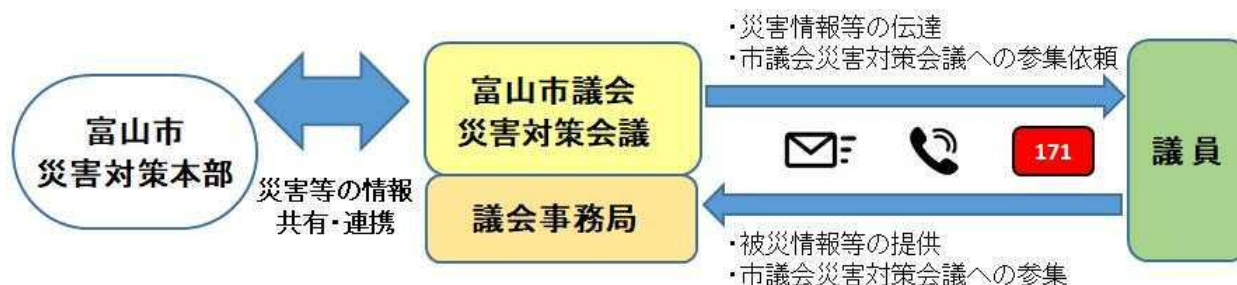 富山市
災害対策本部
災害等の情報
共有・連携
富山市議会
災害対策会議
議会事務局
・災害情報等の伝達
・市議会災害対策会議への参集依頼
171
・被災情報等の提供
・市議会災害対策会議への参集
議員